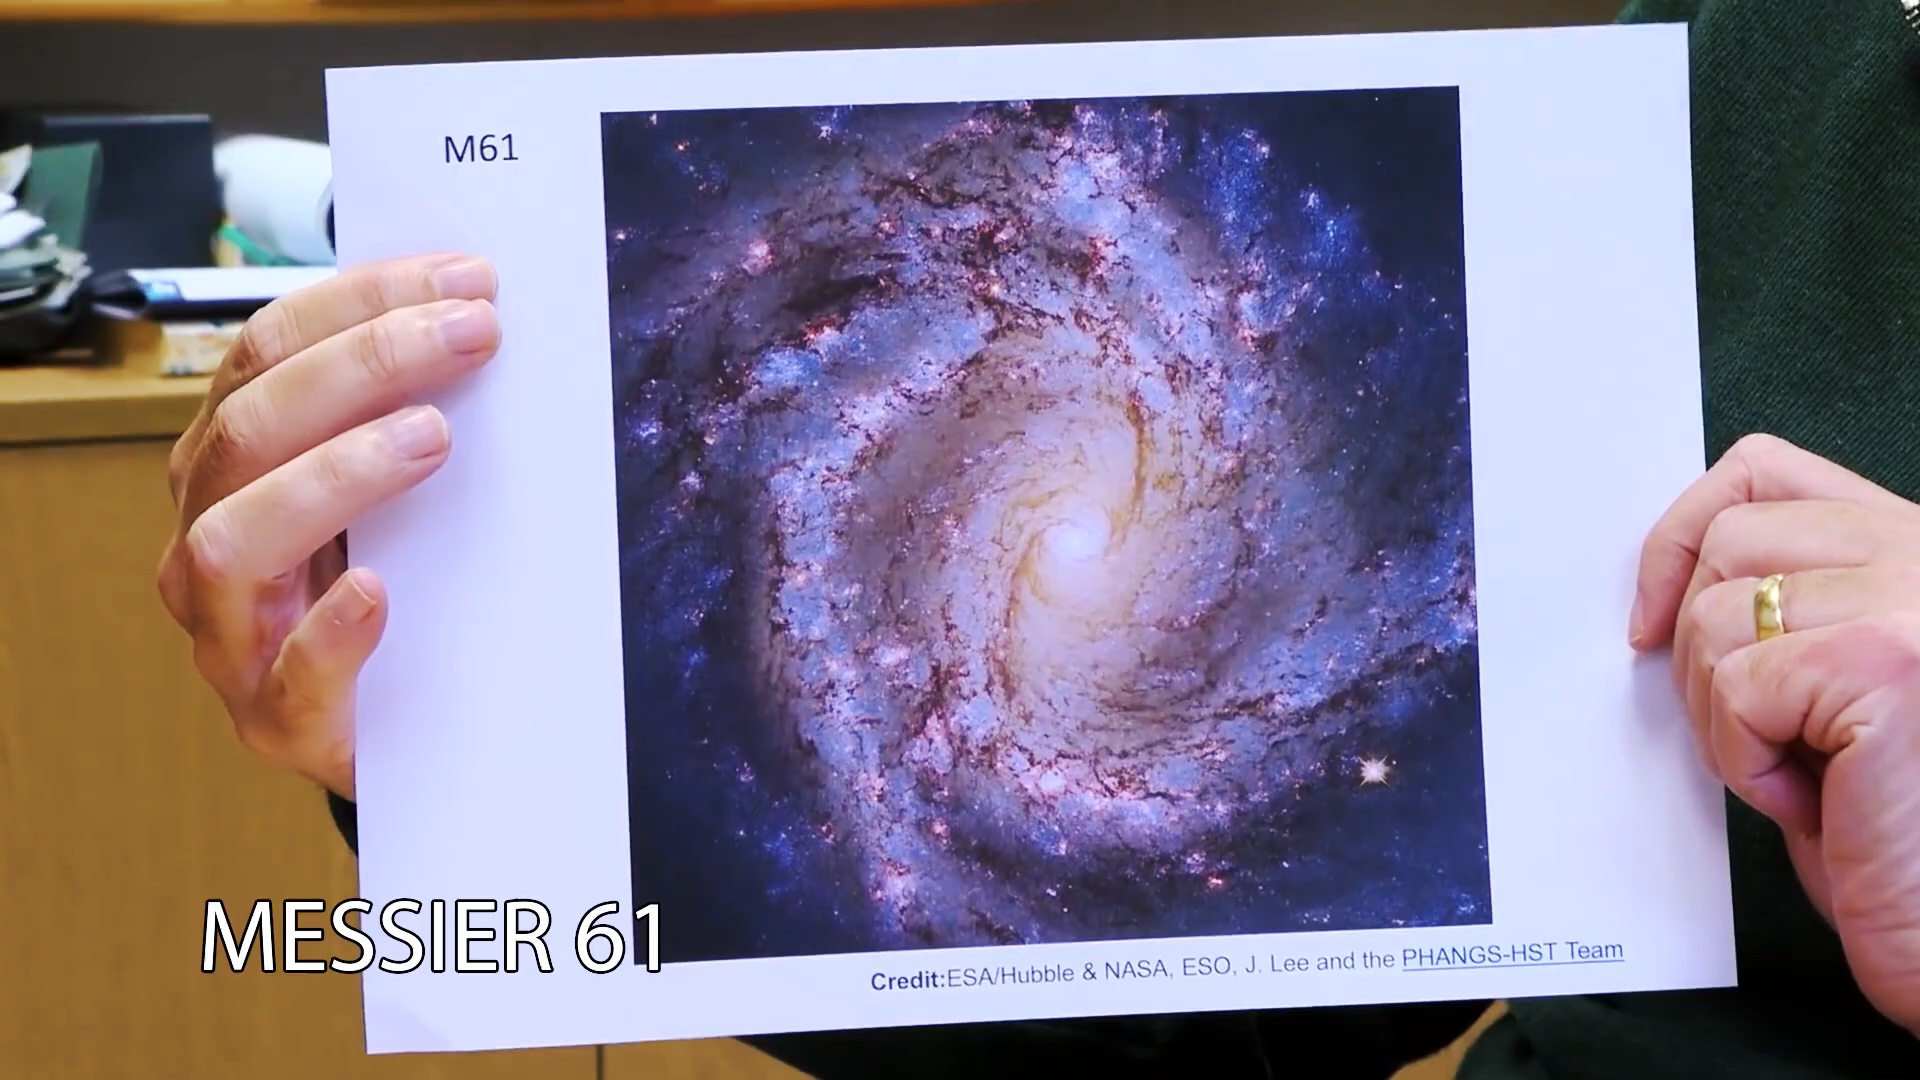 M61
MESSIER 61
Credit:ESA/Hubble & NASA, ESO, J. Lee and the PHANGS-HST Team